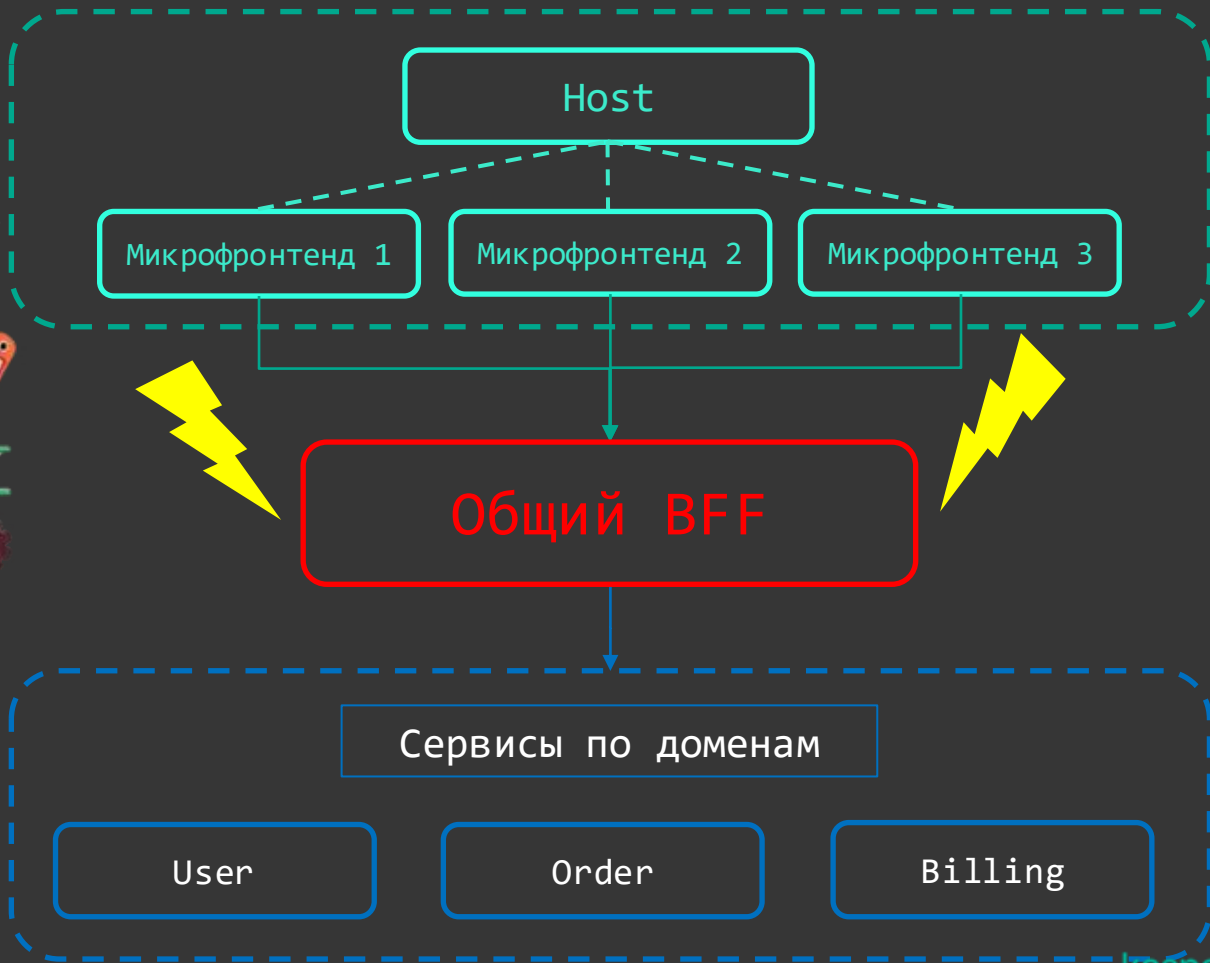 Host
Микрофронтенд 1
Микрофронтенд 2
Микрофронтенд 3
Общий BFF
Сервисы по доменам
User
Order
Billing